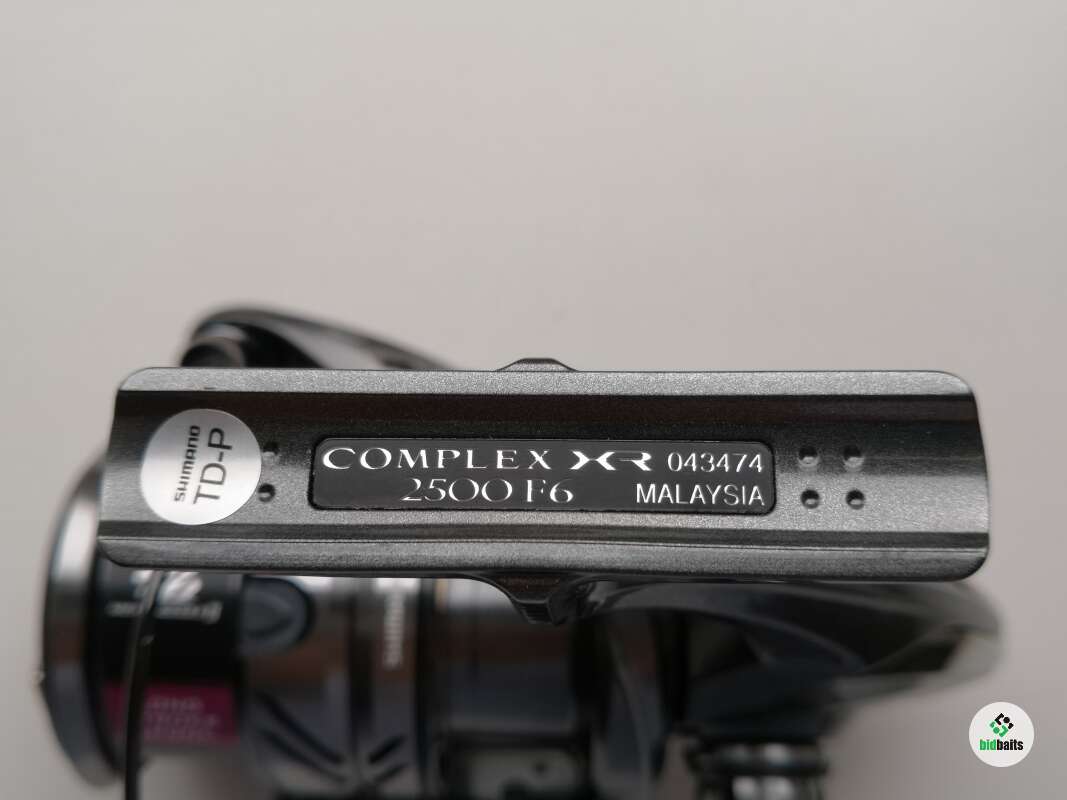 SHIMANO
TD-P
COMPLEX XR 043474
2500 F6 MALAYSIA
bidbaits